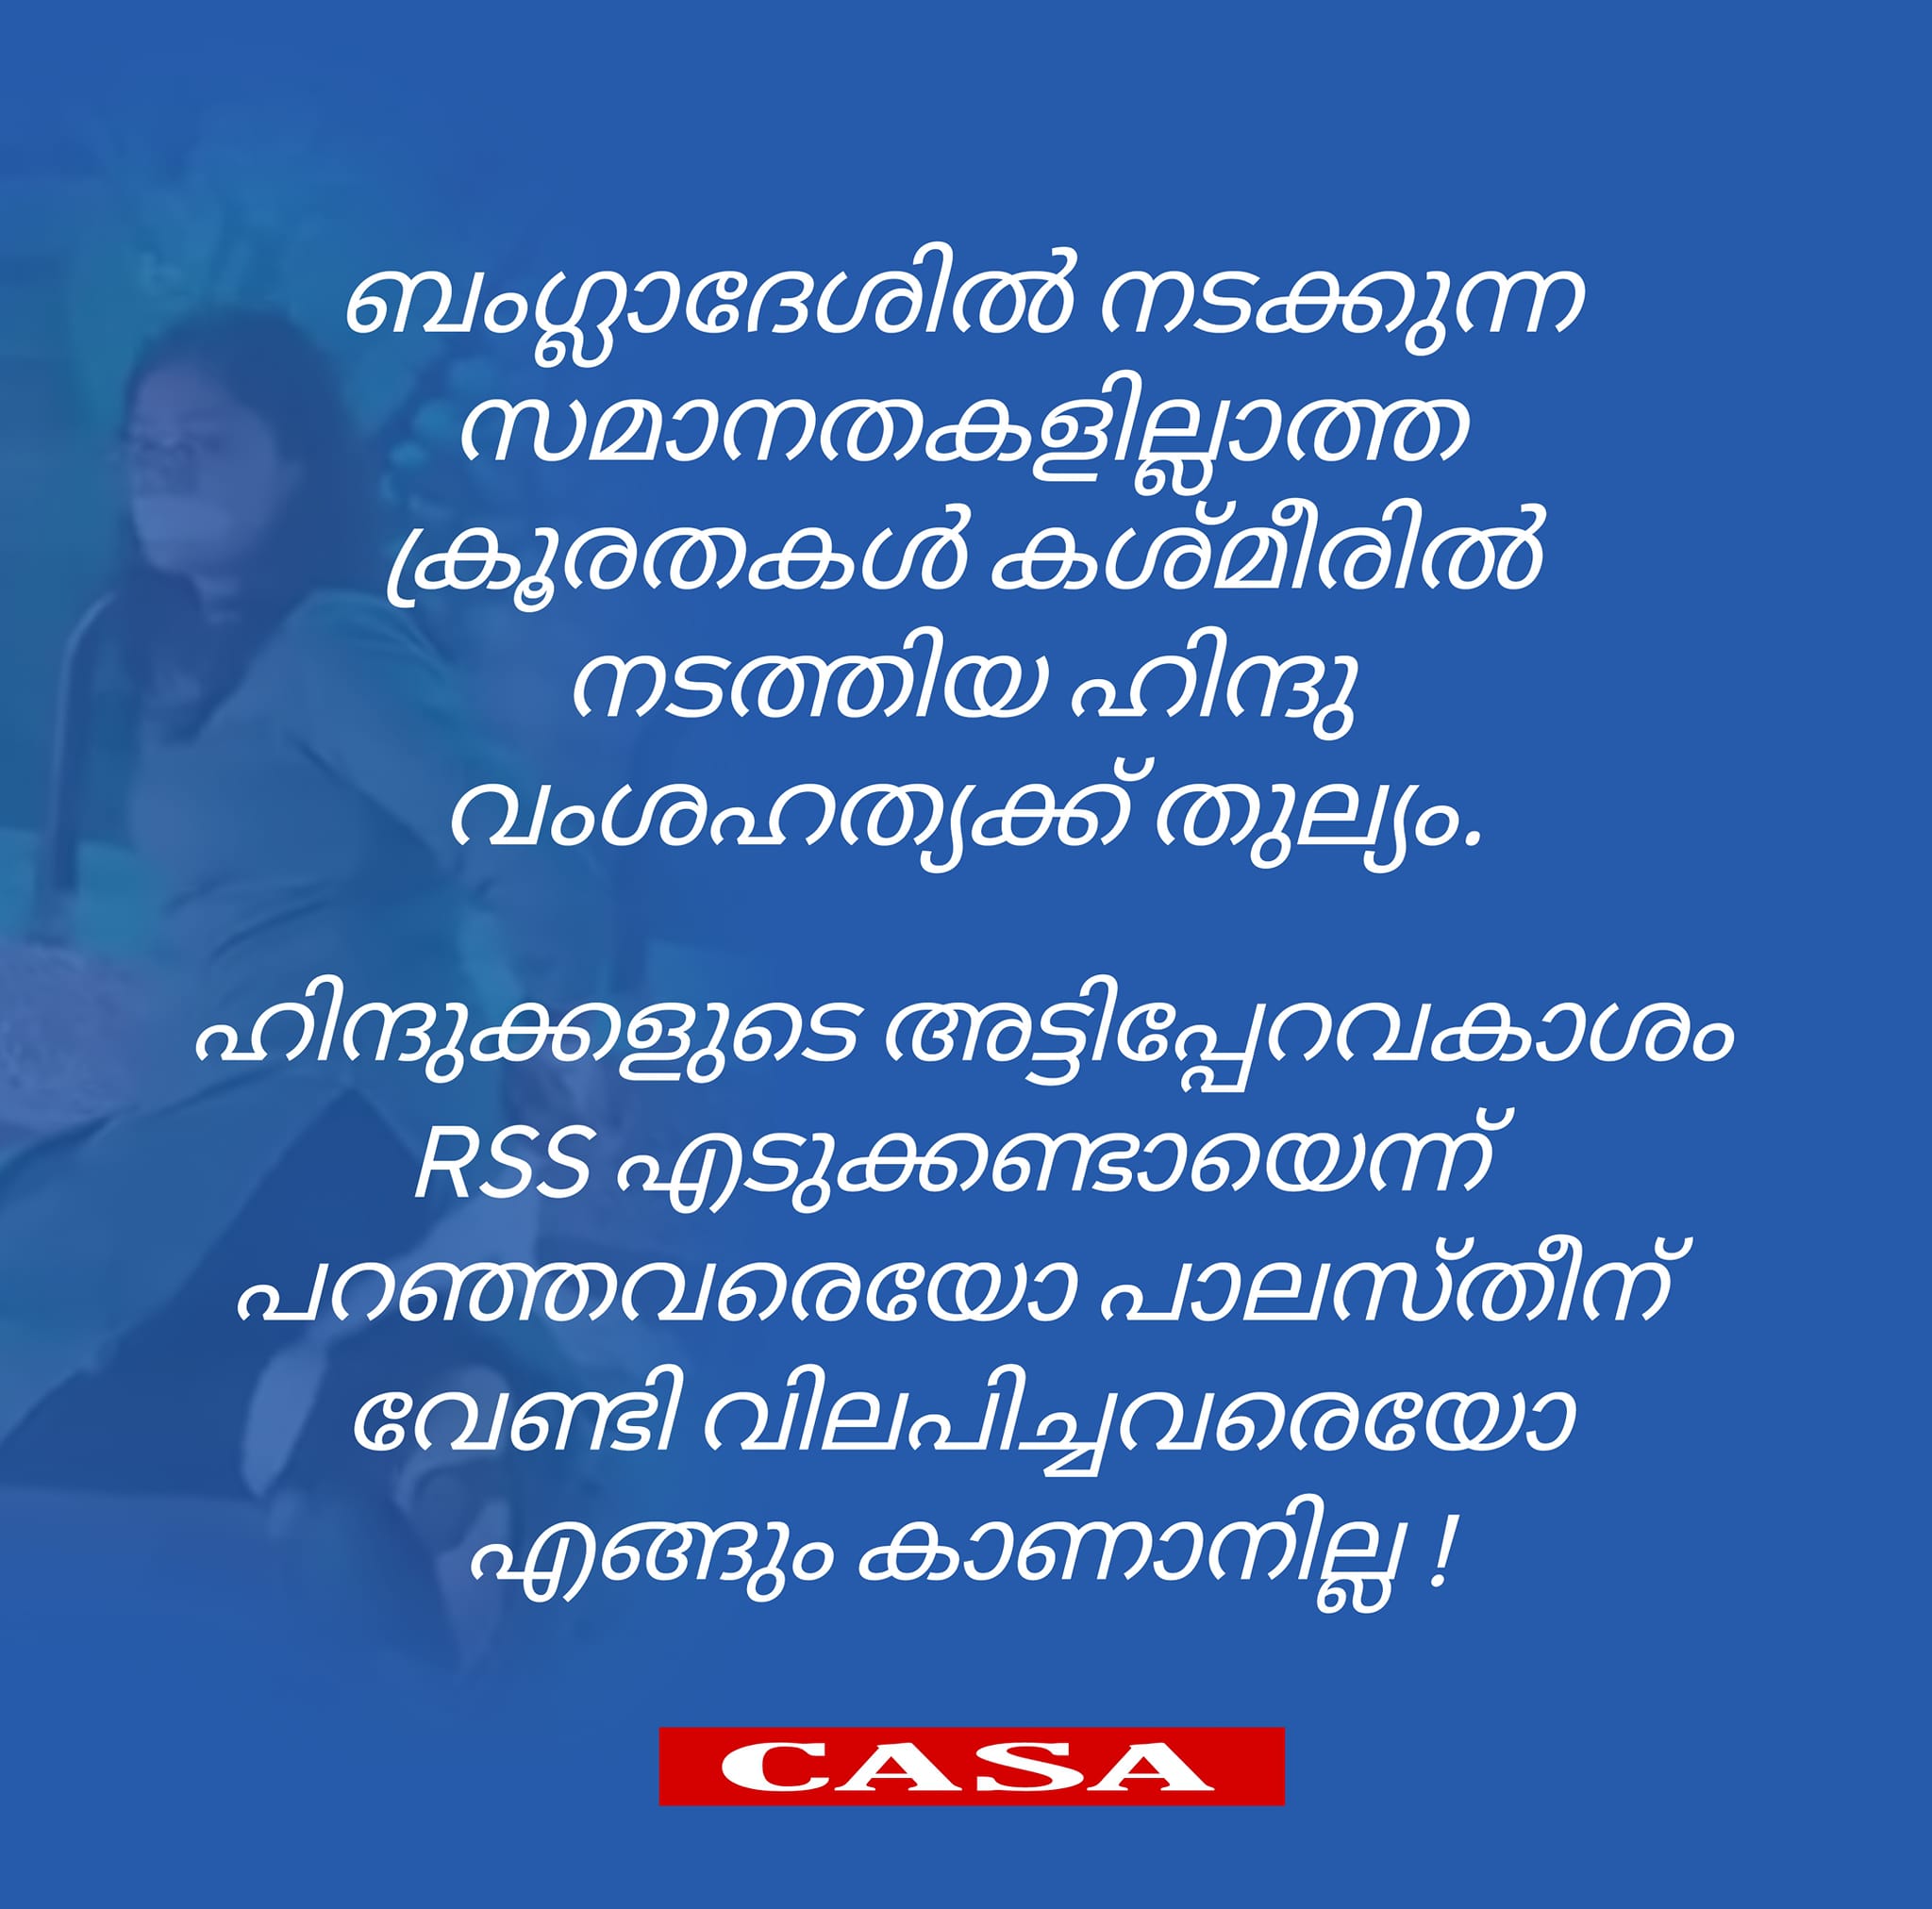 ബംഗ്ലാദേശിൽ നടക്കുന്ന
സമാനതകളില്ലാത്ത
ക്രൂരതകൾ കശ്മീരിൽ
നടത്തിയ ഹിന്ദു
വംശഹത്യക്ക് തുല്യം.
ഹിന്ദുക്കളുടെ അട്ടിപ്പേറവകാശം
RSS എടുക്കണ്ടായെന്ന്
പറഞ്ഞവരെയോ പാലസ്തീന്
വേണ്ടി വിലപിച്ചവരെയോ
എങ്ങും കാണാനില്ല !
CASA